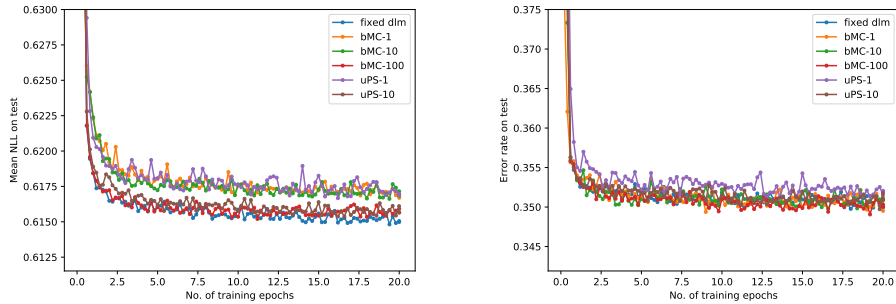 0.6300
0.6275
0.6250
0.6225
0.6200
0.6175
0.6150
0.6125
Mean NLL on test
0.0 2.5 5.0 7.5 10.0 12.5 15.0 17.5 20.0
No. of training epochs
fixed dlm
bMC-1
bMC-10
bMC-100
uPS-1
uPS-10
0.375
0.370
0.365
0.360
0.355
0.350
0.345
Error rate on test
0.0 2.5 5.0 7.5 10.0 12.5 15.0 17.5 20.0
No. of training epochs
fixed dlm
bMC-1
bMC-10
bMC-100
uPS-1
uPS-10